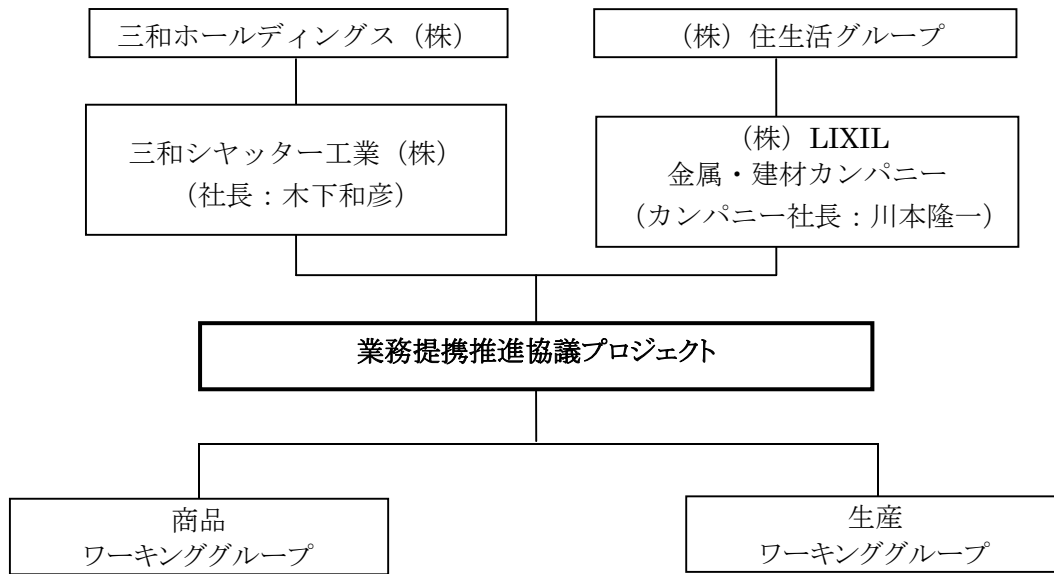 三和ホールディングス（株）
（株）住生活グループ
三和シヤッター工業（株）
（社長：木下和彦）
（株）LIXIL
金属・建材カンパニー
（カンパニー社長：川本隆一）
業務提携推進協議プロジェクト
商品
ワーキンググループ
生産
ワーキンググループ